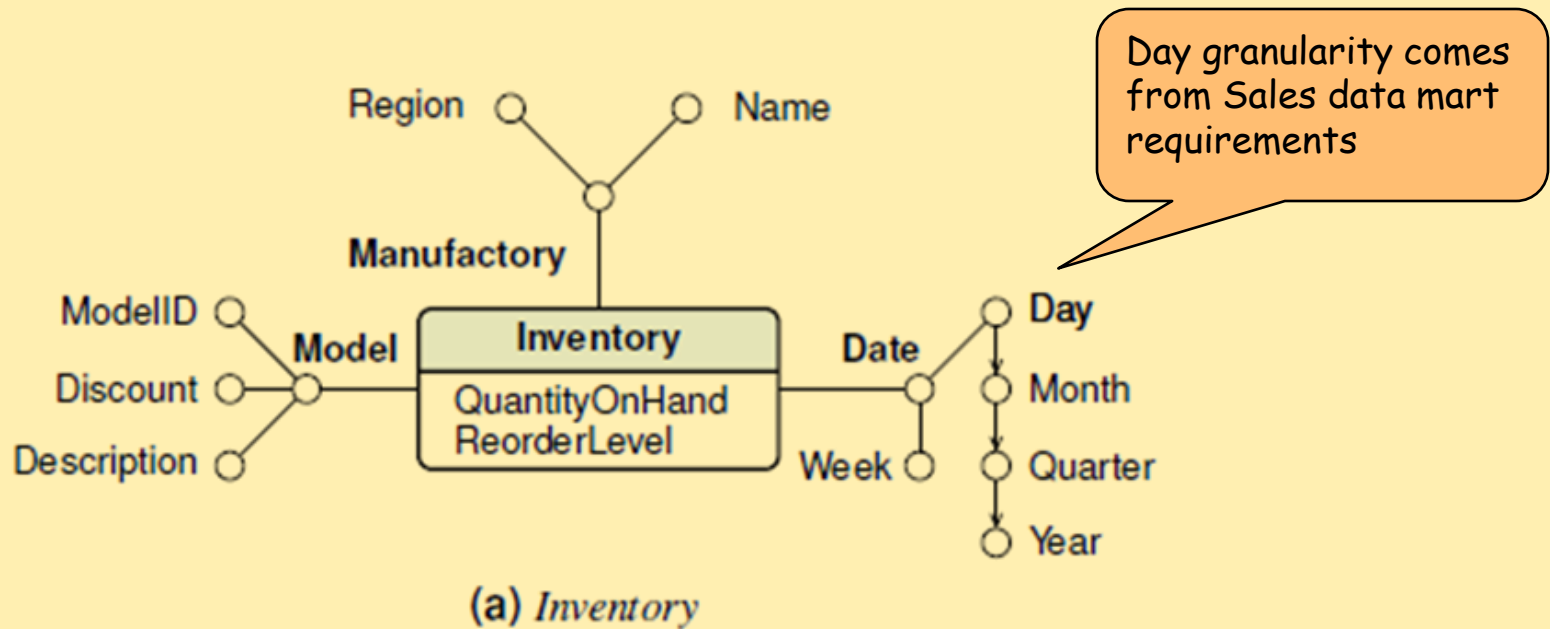 Day granularity comes
from Sales data mart
requirements
Region
Name
Manufactory
ModelID
Model
Discount
Description
Inventory
QuantityOnHand
ReorderLevel
Date
Day
Month
Week
Quarter
Year
(a) Inventory